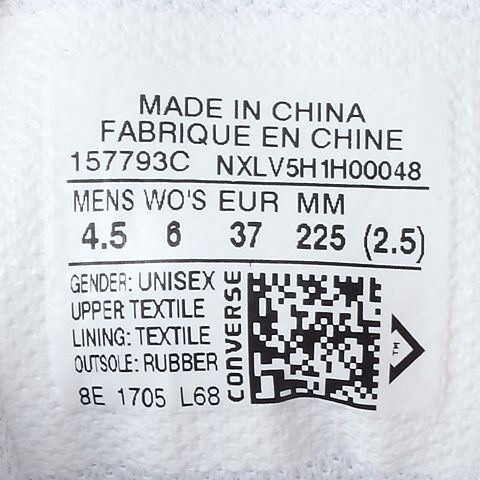 MADE IN CHINA
FABRIQUE EN CHINE
157793C NXLV5H1H00048
MENS WO'S EUR MM
4.5 6 37 225 (2.5)
GENDER: UNISEX
UPPER TEXTILE
LINING: TEXTILE
OUTSOLE: RUBBER
8E 1705 L68
CONVERSE
TM